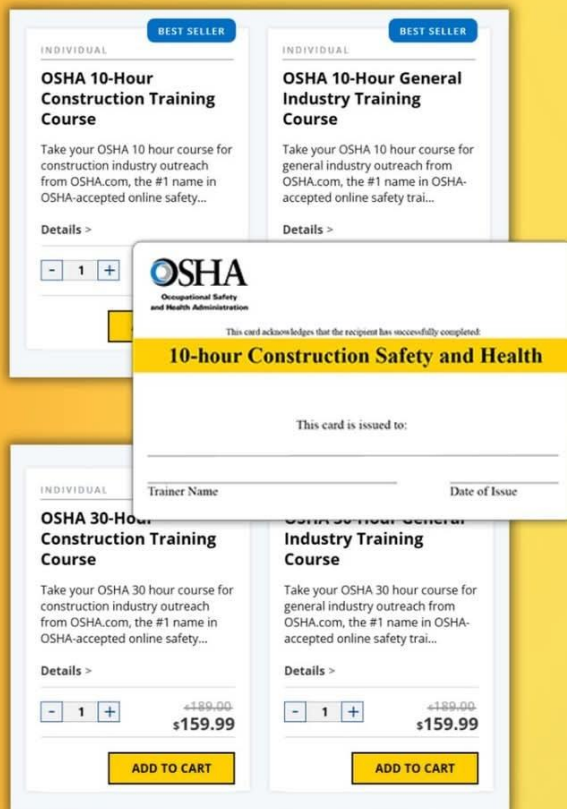 BEST SELLER
INDIVIDUAL
OSHA 10-Hour
Construction Training
Course
Take your OSHA 10 hour course for
construction industry outreach
from OSHA.com, the #1 name in
OSHA-accepted online safety...
Details >
- 1 +
BEST SELLER
INDIVIDUAL
OSHA 10-Hour General
Industry Training
Course
Take your OSHA 10 hour course for
general industry outreach from
OSHA.com, the #1 name in OSHA-
accepted online safety trai...
Details >
OSHA
Occupational Safety
and Health Administration
This card acknowledges that the recipient has successfully completed:
10-hour Construction Safety and Health
This card is issued to:
Trainer Name
Date of Issue
INDIVIDUAL
OSHA 30-Hour
Construction Training
Course
Take your OSHA 30 hour course for
construction industry outreach
from OSHA.com, the #1 name in
OSHA-accepted online safety...
Details >
- 1 +
$189.00
$159.99
ADD TO CART
OSHA 30-Hour General
Industry Training
Course
Take your OSHA 30 hour course for
general industry outreach from
OSHA.com, the #1 name in OSHA-
accepted online safety trai...
Details >
- 1 +
$189.00
$159.99
ADD TO CART